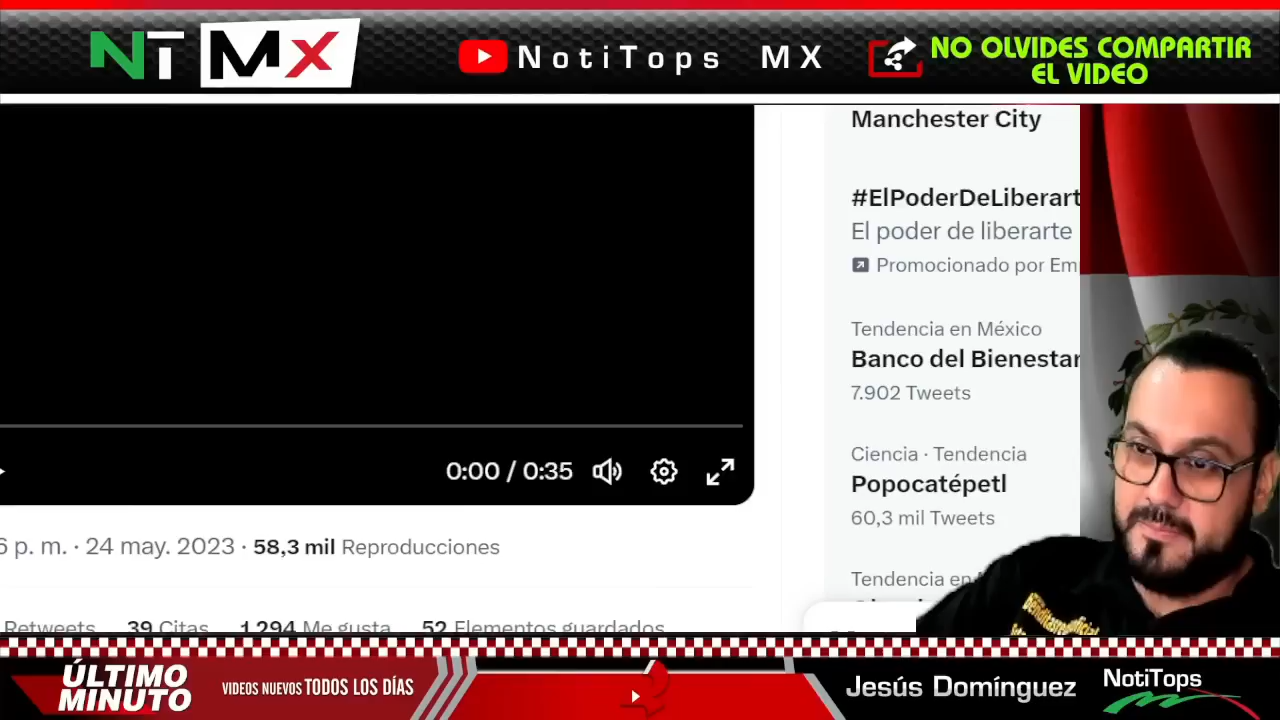 NT MX
NotiTops MX
NO OLVIDES COMPARTIR
EL VIDEO
Manchester City
#ElPoderDeLiberart
El poder de liberarte
Promocionado por Em
Tendencia en México
Banco del Bienestar
7.902 Tweets
Ciencia · Tendencia
Popocatépetl
60,3 mil Tweets
Tendencia en
0:00 / 0:35
6 p. m. · 24 may. 2023 · 58,3 mil Reproducciones
Retweets 39 Citas 1.294 Me gusta 52 Elementos guardados
ÚLTIMO
MINUTO
VIDEOS NUEVOS TODOS LOS DÍAS
Jesús Domínguez
NotiTops